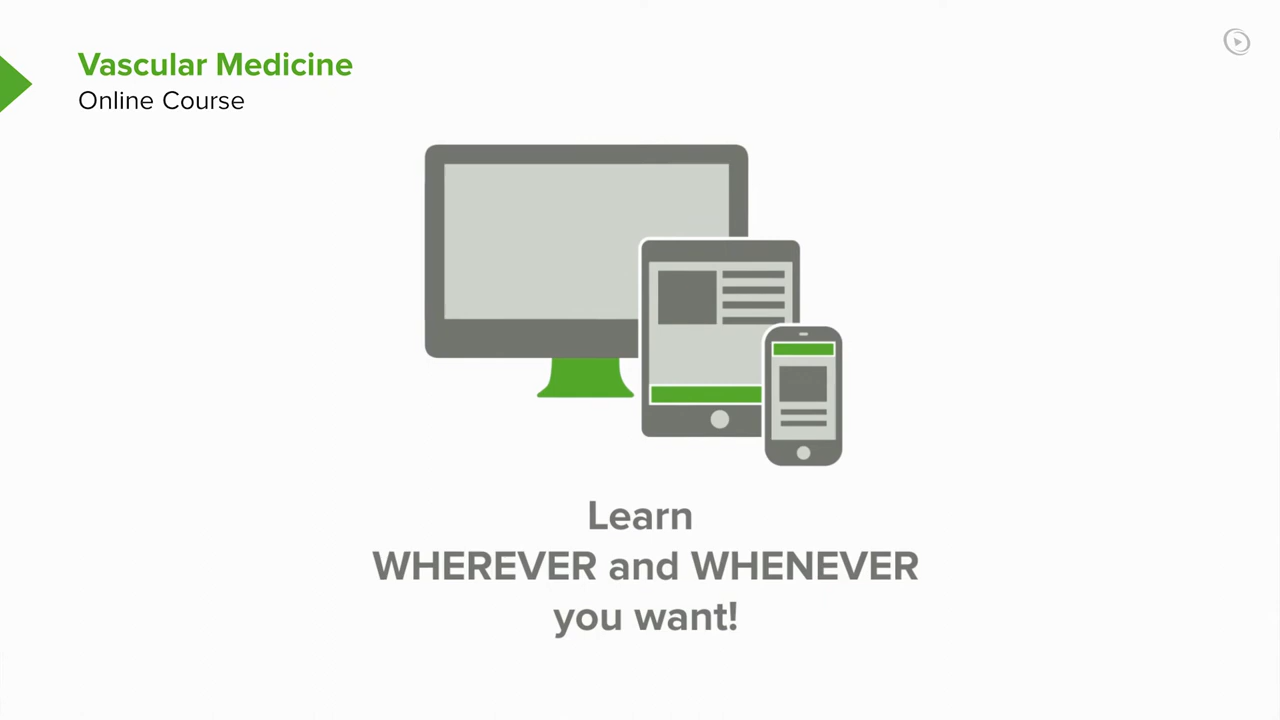 Vascular Medicine
Online Course
Learn
WHEREVER and WHENEVER
you want!